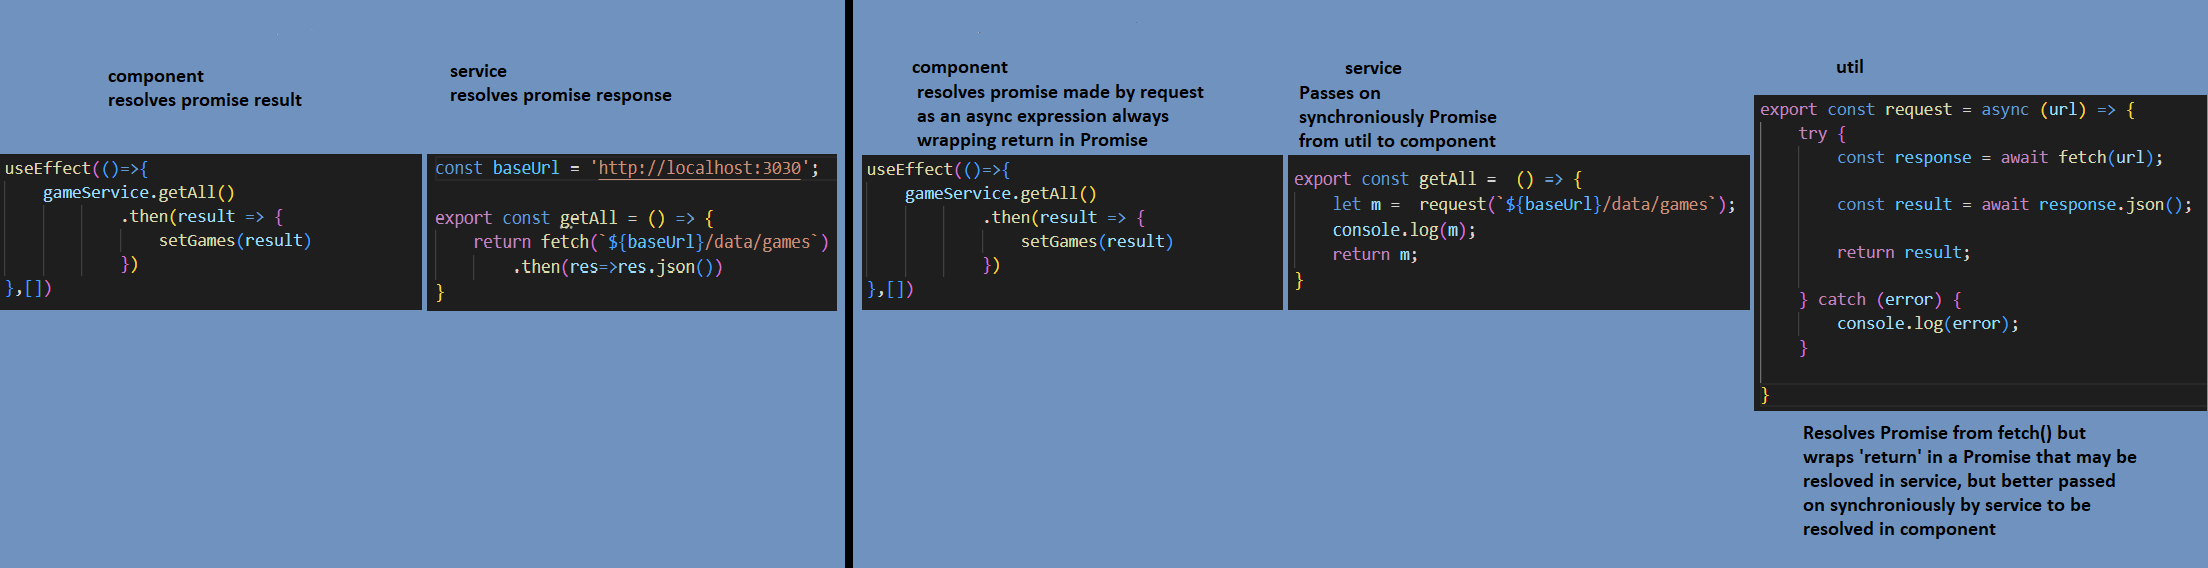 component
resolves promise result
useEffect(()=>{
gameService.getAll()
.then(result => {
setGames(result)
})
},[])
service
resolves promise response
const baseUrl = 'http://localhost:3030';
export const getAll = () => {
return fetch(`${baseUrl}/data/games`)
.then(res=>res.json())
}
component
resolves promise made by request
as an async expression always
wrapping return in Promise
useEffect(()=>{
gameService.getAll()
.then(result => {
setGames(result)
})
},[])
service
Passes on
synchroniously Promise
from util to component
export const getAll =  () => {
let m =  request(`${baseUrl}/data/games`);
console.log(m);
return m;
}
util
export const request = async (url) => {
try {
const response = await fetch(url);
const result = await response.json();
return result;
} catch (error) {
console.log(error);
}
}
Resolves Promise from fetch() but
wraps 'return' in a Promise that may be
resloved in service, but better passed
on synchroniously by service to be
resolved in component